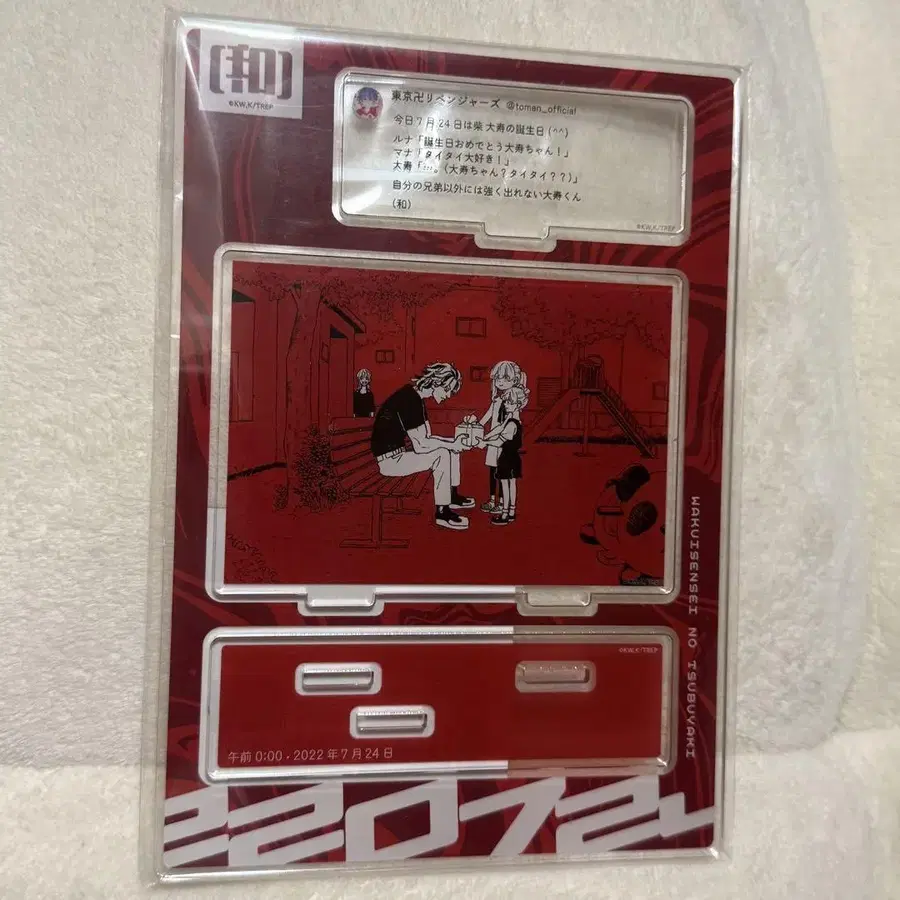 (和)
©KW,K/TREP
東京卍リベンジャーズ @toman_official
今日7月24日は柴 大寿の誕生日(^^)
ルナ「誕生日おめでとう大寿ちゃん！」
マナ「タイタイ大好き！」
大寿「…。(大寿ちゃん？タイタイ？？)」
自分の兄弟以外には強く出れない大寿くん
(和)
©KW,K/TREP
WAKUISENSEI NO TSUBUYAKI
©KW,K/TREP
午前0:00・2022年7月24日
220724